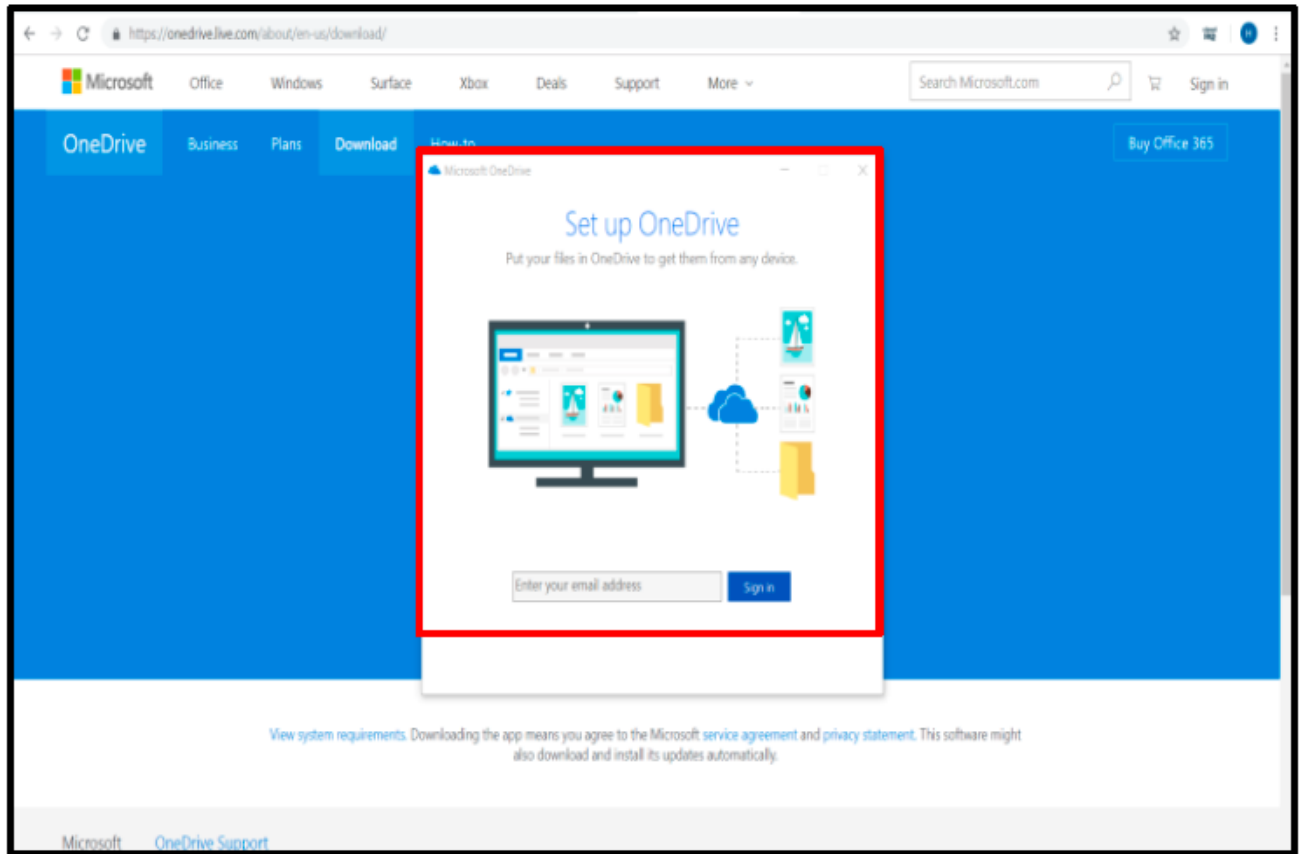 https://onedrive.live.com/about/en-us/download/
Microsoft Office Windows Surface Xbox Deals Support More Search Microsoft.com Sign in
OneDrive Business Plans Download How-to Buy Office 365
Microsoft OneDrive
Set up OneDrive
Put your files in OneDrive to get them from any device.
Enter your email address Sign in
View system requirements. Downloading the app means you agree to the Microsoft service agreement and privacy statement. This software might
also download and install its updates automatically.
Microsoft OneDrive Support